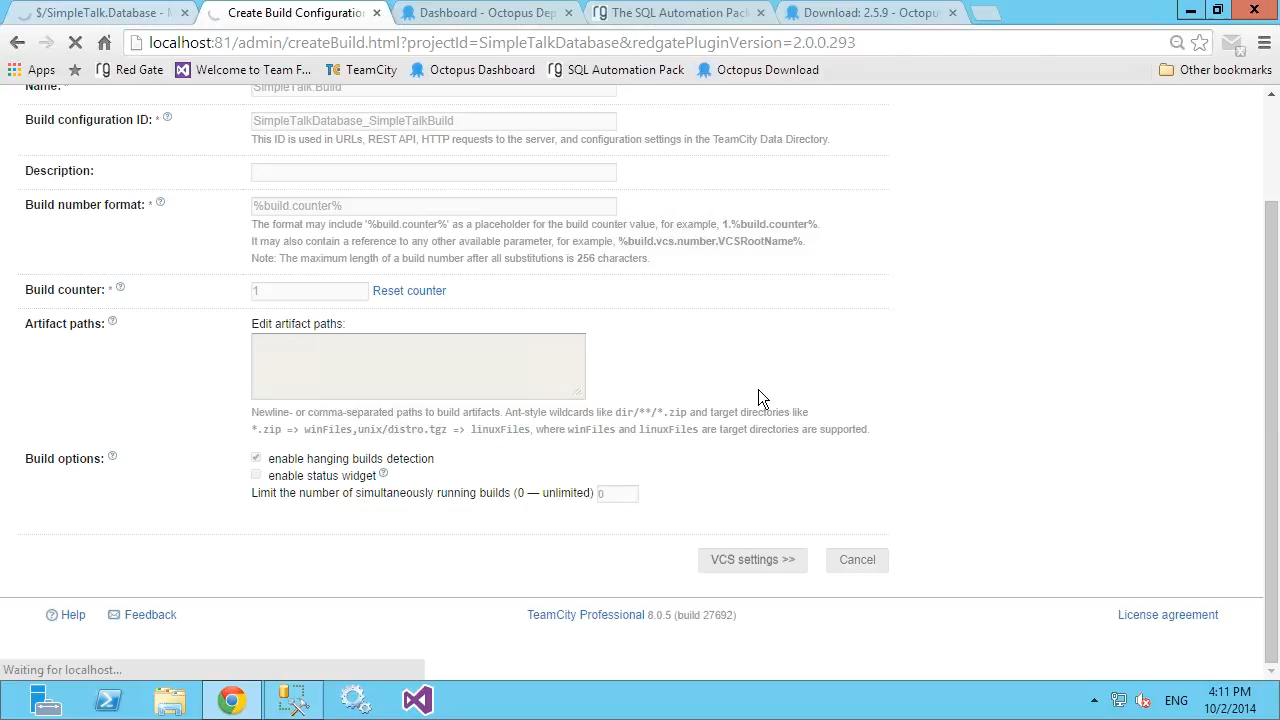 $/SimpleTalk.Database - M
Create Build Configuratio
Dashboard - Octopus Dep
The SQL Automation Pack
Download: 2.5.9 - Octopu
localhost:81/admin/createBuild.html?projectId=SimpleTalkDatabase&redgatePluginVersion=2.0.0.293
Apps
Red Gate
Welcome to Team F...
TeamCity
Octopus Dashboard
SQL Automation Pack
Octopus Download
Other bookmarks
Name: *
SimpleTalk.Build
Build configuration ID: *
SimpleTalkDatabase_SimpleTalkBuild
This ID is used in URLs, REST API, HTTP requests to the server, and configuration settings in the TeamCity Data Directory.
Description:
Build number format: *
%build.counter%
The format may include '%build.counter%' as a placeholder for the build counter value, for example, 1.%build.counter%.
It may also contain a reference to any other available parameter, for example, %build.vcs.number.VCSRootName%.
Note: The maximum length of a build number after all substitutions is 256 characters.
Build counter: *
1
Reset counter
Artifact paths:
Edit artifact paths:
Newline- or comma-separated paths to build artifacts. Ant-style wildcards like dir/**/*.zip and target directories like
*.zip => winFiles,unix/distro.tgz => linuxFiles, where winFiles and linuxFiles are target directories are supported.
Build options:
enable hanging builds detection
enable status widget
Limit the number of simultaneously running builds (0 — unlimited) 0
VCS settings >>
Cancel
Help
Feedback
TeamCity Professional 8.0.5 (build 27692)
License agreement
Waiting for localhost...
ENG
4:11 PM
10/2/2014